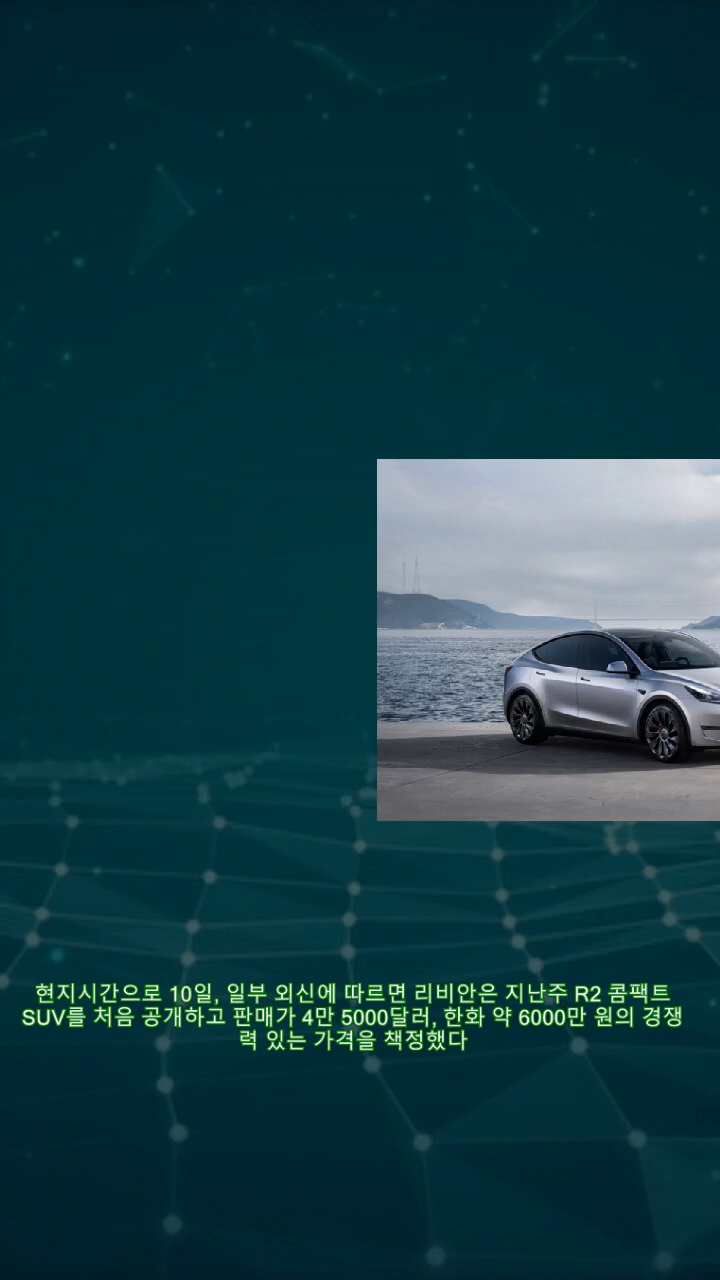 현지시간으로 10일, 일부 외신에 따르면 리비안은 지난주 R2 콤팩트
SUV를 처음 공개하고 판매가 4만 5000달러, 한화 약 6000만 원의 경쟁
력 있는 가격을 책정했다